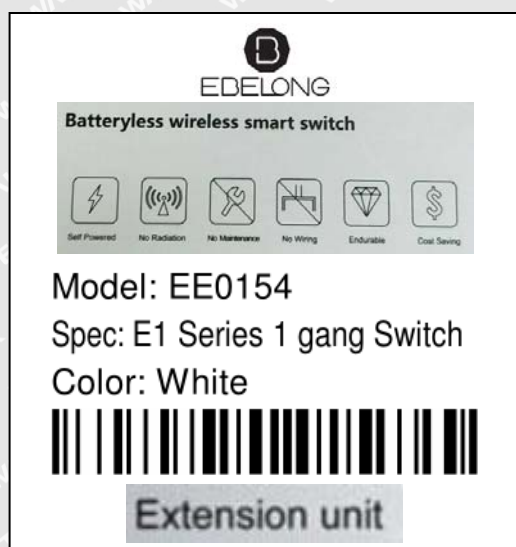 EBELONG
Batteryless wireless smart switch
Self Powered No Radiation No Maintenance No Wiring Endurable Cost Saving
Model: EE0154
Spec: E1 Series 1 gang Switch
Color: White
Extension unit